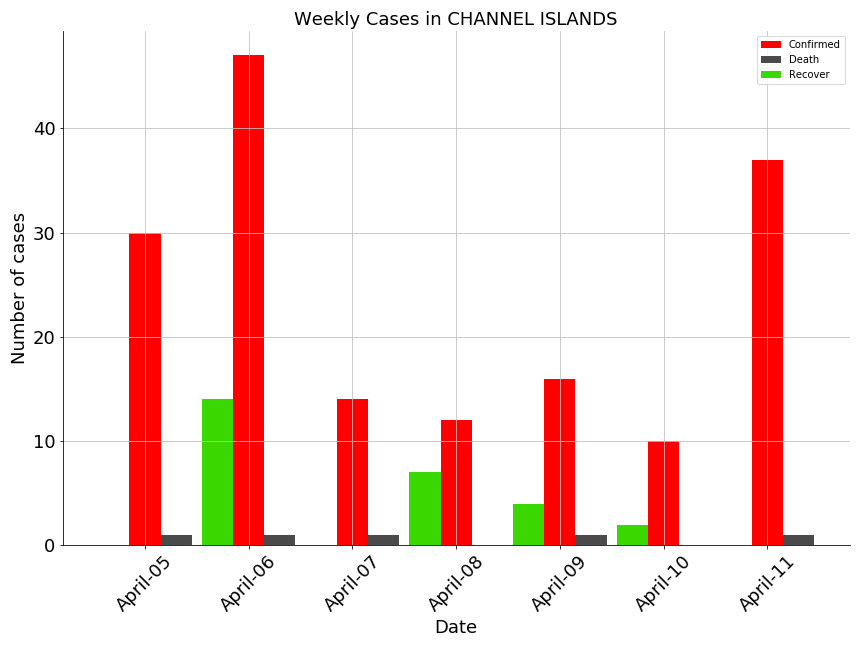 Weekly Cases in CHANNEL ISLANDS
Confirmed
Death
Recover
Number of cases
40
30
20
10
0
April-05
April-06
April-07
April-08
April-09
April-10
April-11
Date